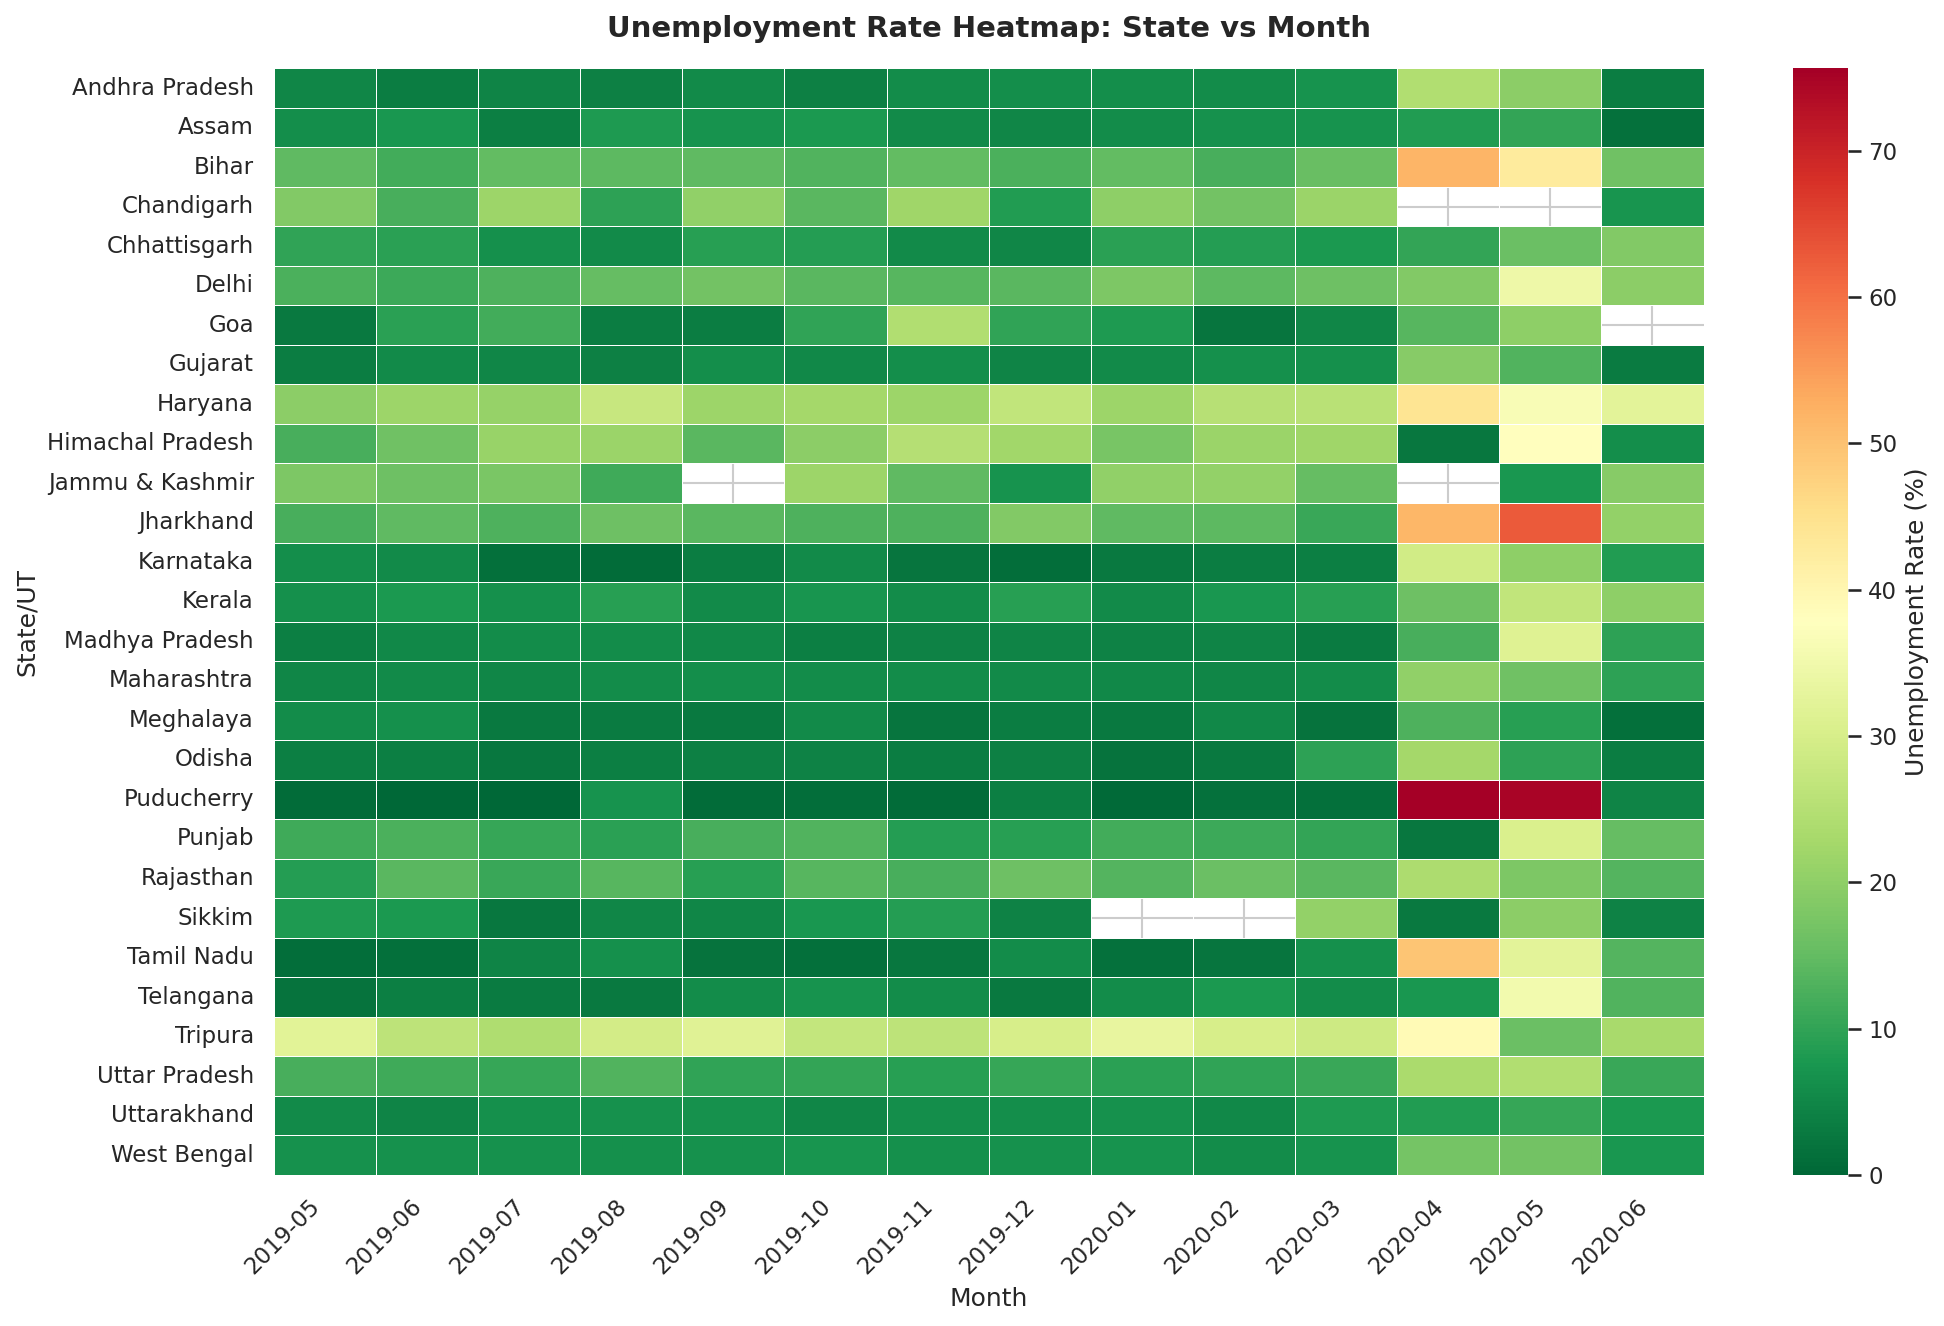 Unemployment Rate Heatmap: State vs Month
State/UT
Andhra Pradesh
Assam
Bihar
Chandigarh
Chhattisgarh
Delhi
Goa
Gujarat
Haryana
Himachal Pradesh
Jammu & Kashmir
Jharkhand
Karnataka
Kerala
Madhya Pradesh
Maharashtra
Meghalaya
Odisha
Puducherry
Punjab
Rajasthan
Sikkim
Tamil Nadu
Telangana
Tripura
Uttar Pradesh
Uttarakhand
West Bengal
2019-05
2019-06
2019-07
2019-08
2019-09
2019-10
2019-11
2019-12
2020-01
2020-02
2020-03
2020-04
2020-05
2020-06
Month
70
60
50
40
30
20
10
0
Unemployment Rate (%)